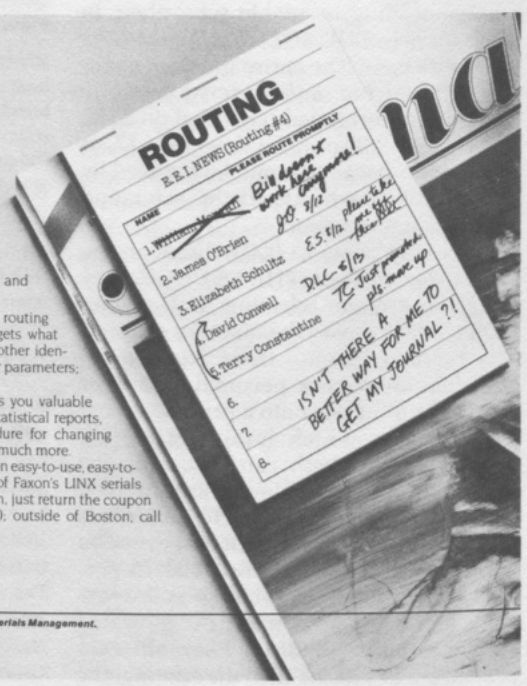 and
routing
gets what
other iden-
parameters;
s you valuable
tatistical reports,
dure for changing
much more.
n easy-to-use, easy-to-
of Faxon's LINX serials
n, just return the coupon
); outside of Boston, call
erials Management.
nal
ROUTING
E.E.I. NEWS (Routing #4)
NAME PLEASE ROUTE PROMPTLY
1. William
Bill doesn't
work here
anymore!
2. James O'Brien J.O. 8/12
3. Elizabeth Schultz E.S. 8/12 please take
me off
this list
4. David Conwell DLC-8/13
5. Terry Constantine TC Just promoted
pls. move up
6.
7.
8.
ISN'T THERE A
BETTER WAY FOR ME TO
GET MY JOURNAL?!